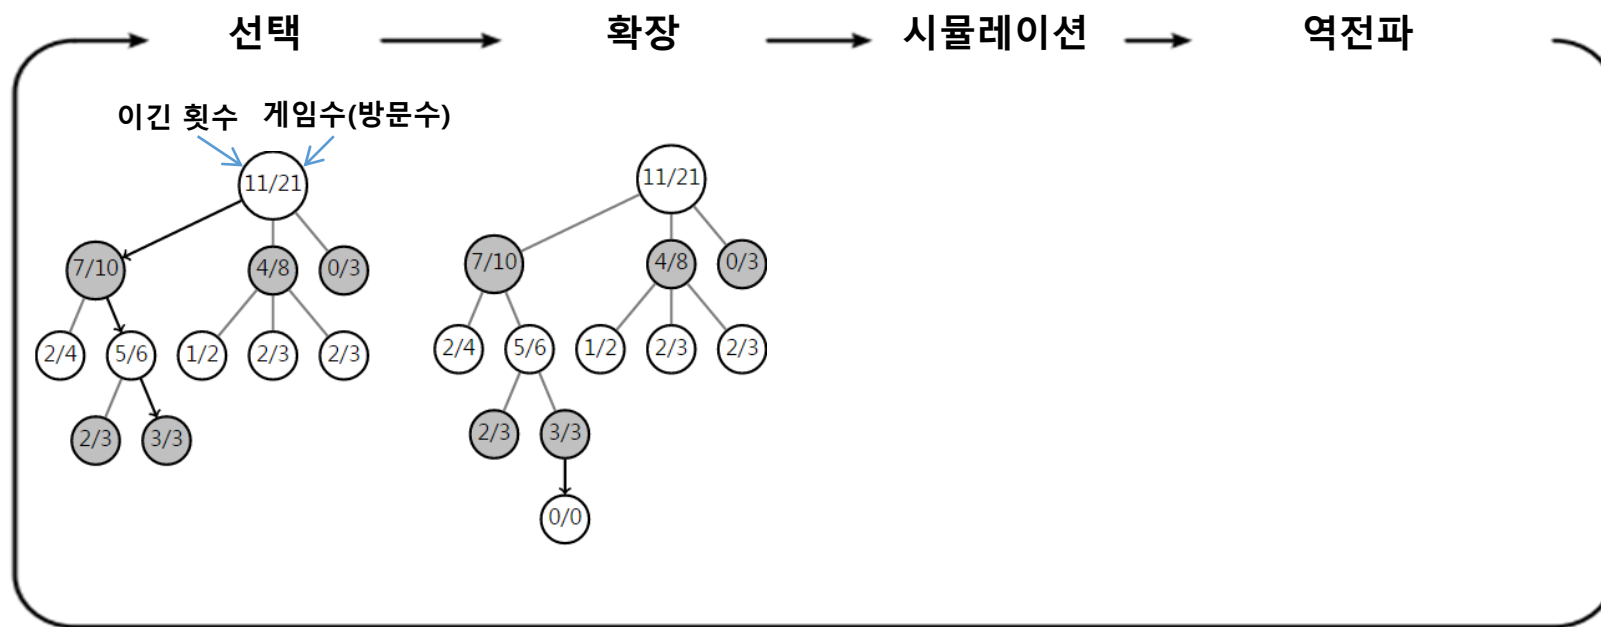 선택 확장 시뮬레이션 역전파
이긴 횟수 게임수(방문수)
11/21
7/10 4/8 0/3
2/4 5/6 1/2 2/3 2/3
2/3 3/3
11/21
7/10 4/8 0/3
2/4 5/6 1/2 2/3 2/3
2/3 3/3
0/0